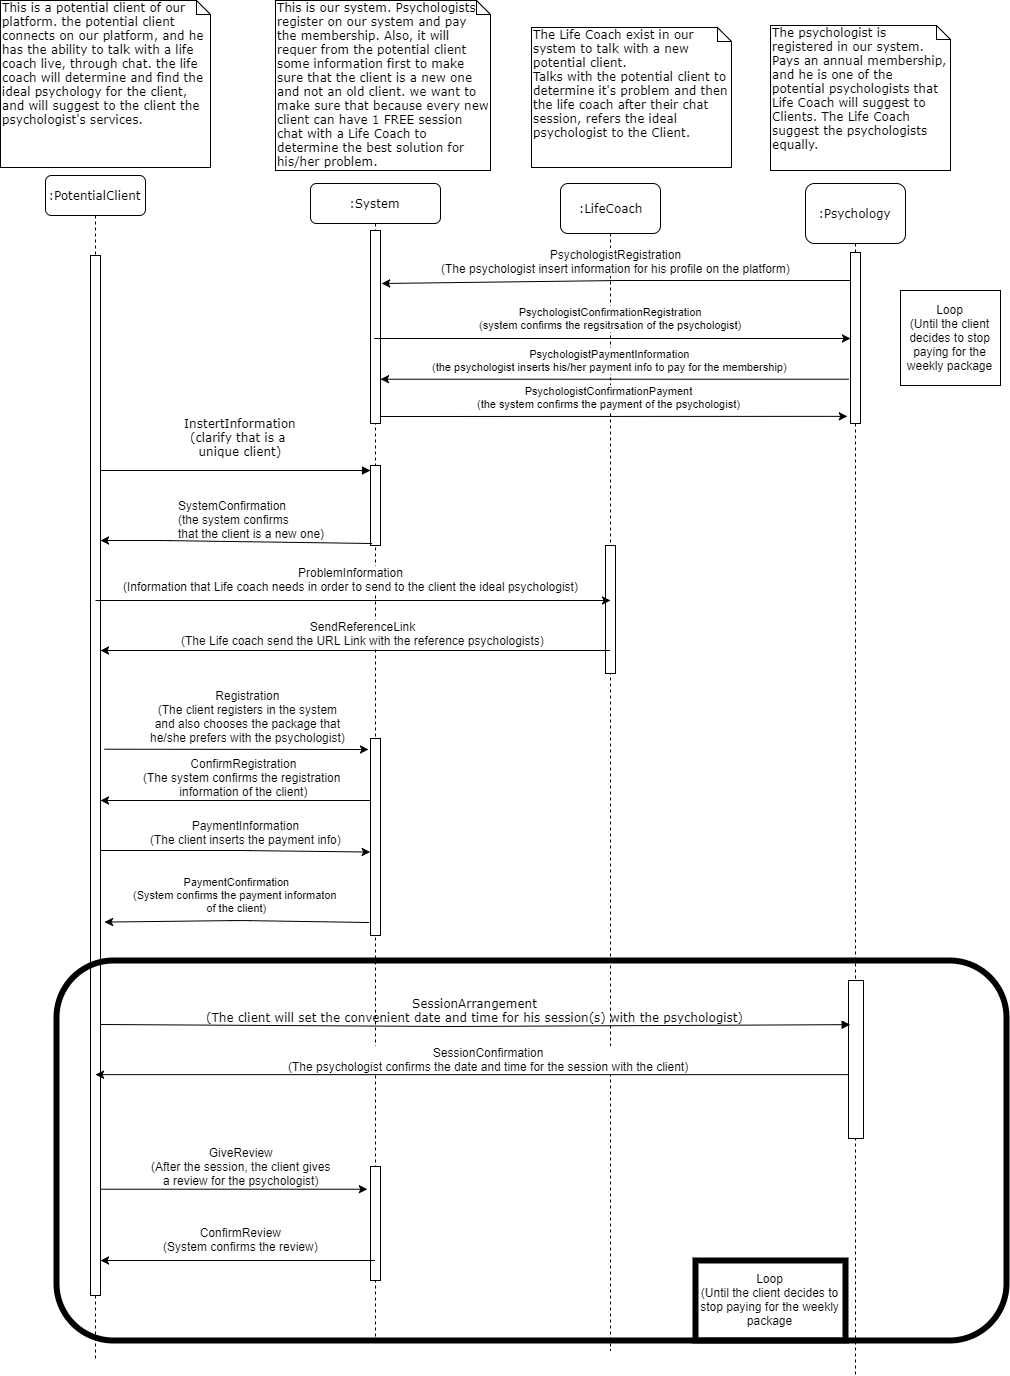 This is a potential client of our
platform. the potential client
connects on our platform, and he
has the ability to talk with a life
coach live, through chat. the life
coach will determine and find the
ideal psychology for the client,
and will suggest to the client the
psychologist's services.
This is our system. Psychologists
register on our system and pay
the membership. Also, it will
requer from the potential client
some information first to make
sure that the client is a new one
and not an old client. we want to
make sure that because every new
client can have 1 FREE session
chat with a Life Coach to
determine the best solution for
his/her problem.
The Life Coach exist in our
system to talk with a new
potential client.
Talks with the potential client to
determine it's problem and then
the life coach after their chat
session, refers the ideal
psychologist to the Client.
The psychologist is
registered in our system.
Pays an annual membership,
and he is one of the
potential psychologists that
Life Coach will suggest to
Clients. The Life Coach
suggest the psychologists
equally.
:PotentialClient
:System
:LifeCoach
:Psychology
PsychologistRegistration
(The psychologist insert information for his profile on the platform)
PsychologistConfirmationRegistration
(system confirms the regsitrsation of the psychologist)
Loop
(Until the client
decides to stop
paying for the
weekly package
PsychologistPaymentInformation
(the psychologist inserts his/her payment info to pay for the membership)
PsychologistConfirmationPayment
(the system confirms the payment of the psychologist)
InstertInformation
(clarify that is a
unique client)
SystemConfirmation
(the system confirms
that the client is a new one)
ProblemInformation
(Information that Life coach needs in order to send to the client the ideal psychologist)
SendReferenceLink
(The Life coach send the URL Link with the reference psychologists)
Registration
(The client registers in the system
and also chooses the package that
he/she prefers with the psychologist)
ConfirmRegistration
(The system confirms the registration
information of the client)
PaymentInformation
(The client inserts the payment info)
PaymentConfirmation
(System confirms the payment informaton
of the client)
SessionArrangement
(The client will set the convenient date and time for his session(s) with the psychologist)
SessionConfirmation
(The psychologist confirms the date and time for the session with the client)
GiveReview
(After the session, the client gives
a review for the psychologist)
ConfirmReview
(System confirms the review)
Loop
(Until the client decides to
stop paying for the weekly
package